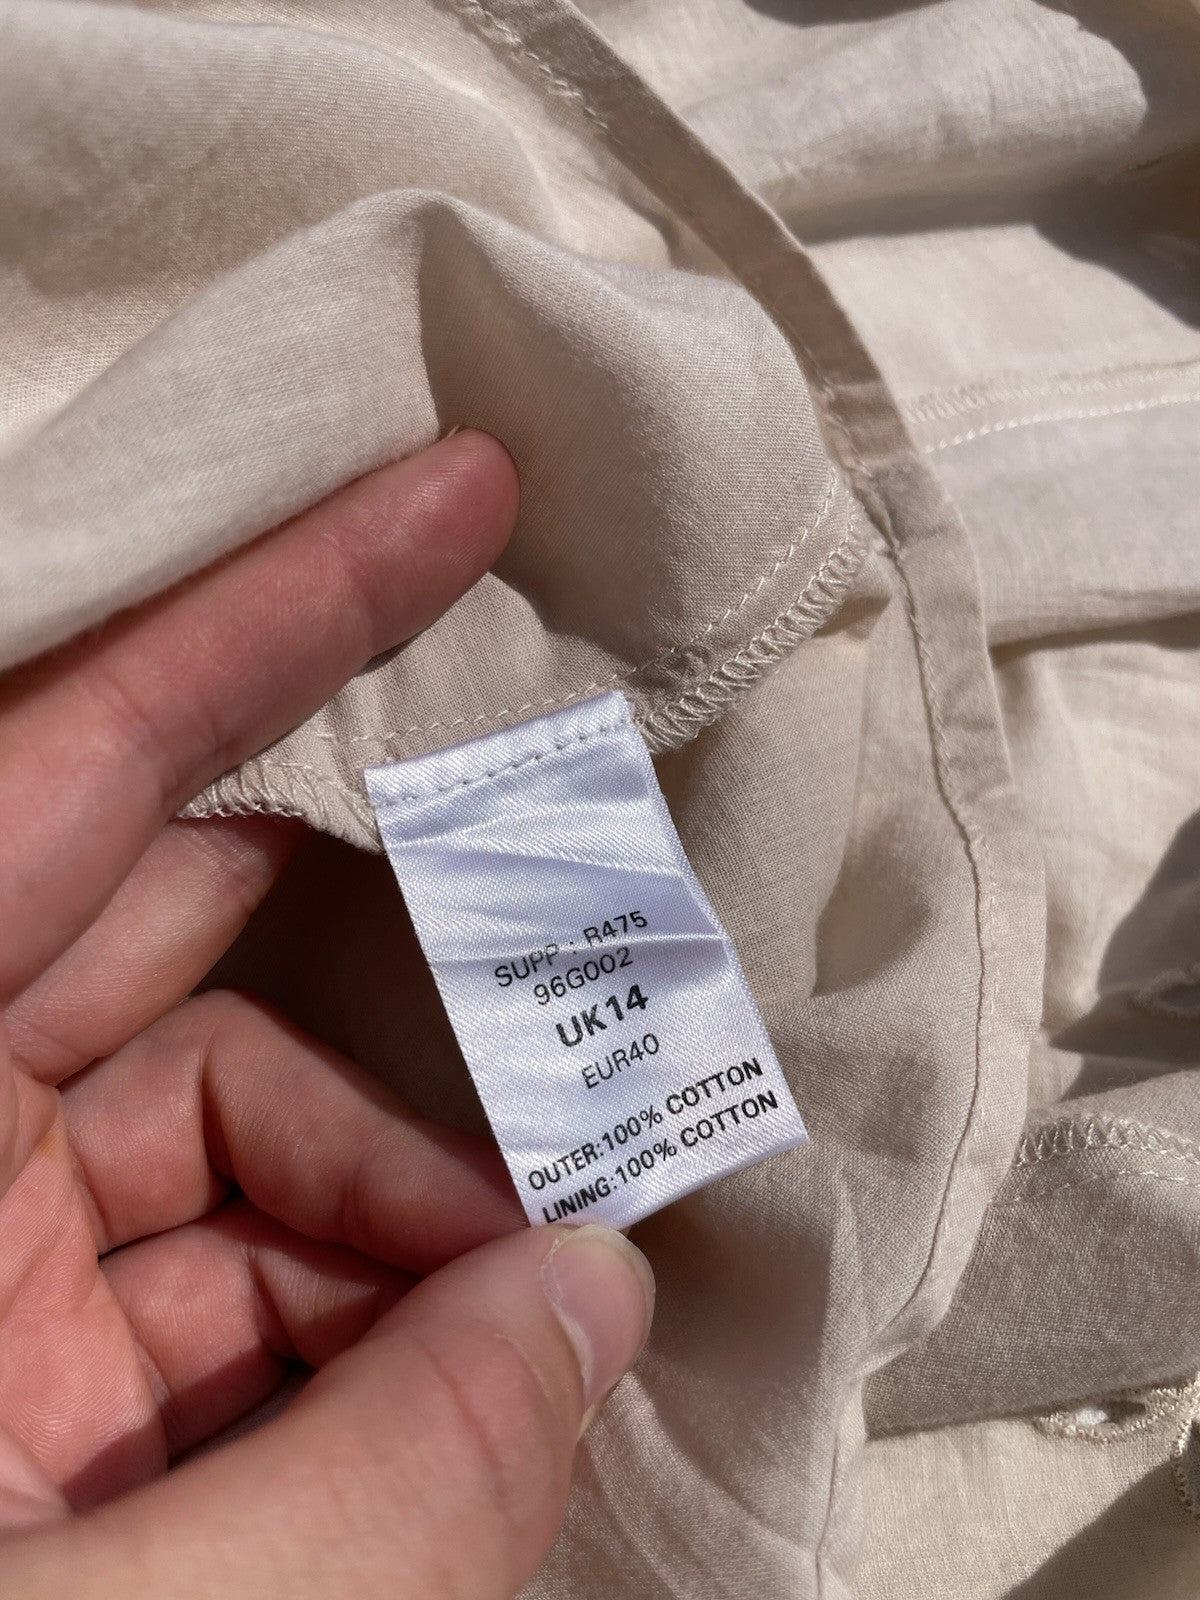 SUPP : R475
96G002
UK14
EUR40
OUTER:100% COTTON
LINING:100% COTTON